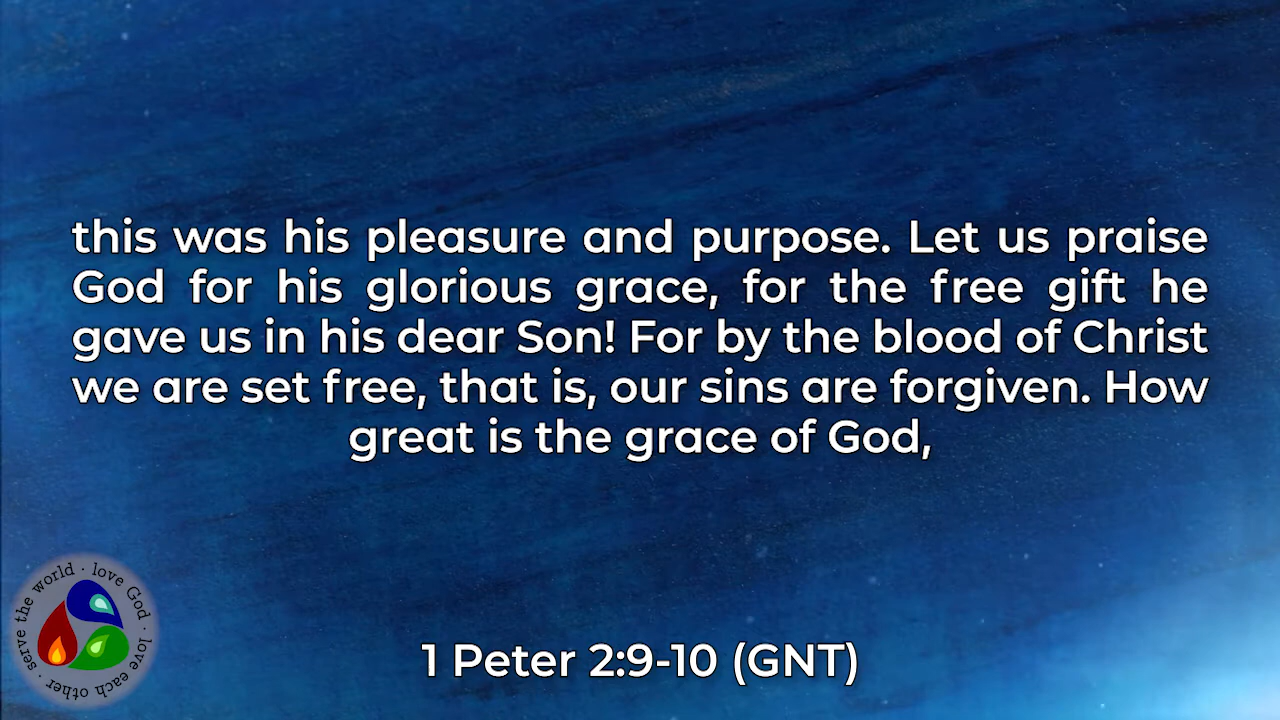 this was his pleasure and purpose. Let us praise
God for his glorious grace, for the free gift he
gave us in his dear Son! For by the blood of Christ
we are set free, that is, our sins are forgiven. How
great is the grace of God,
serve the world · love God · love each other ·
1 Peter 2:9-10 (GNT)